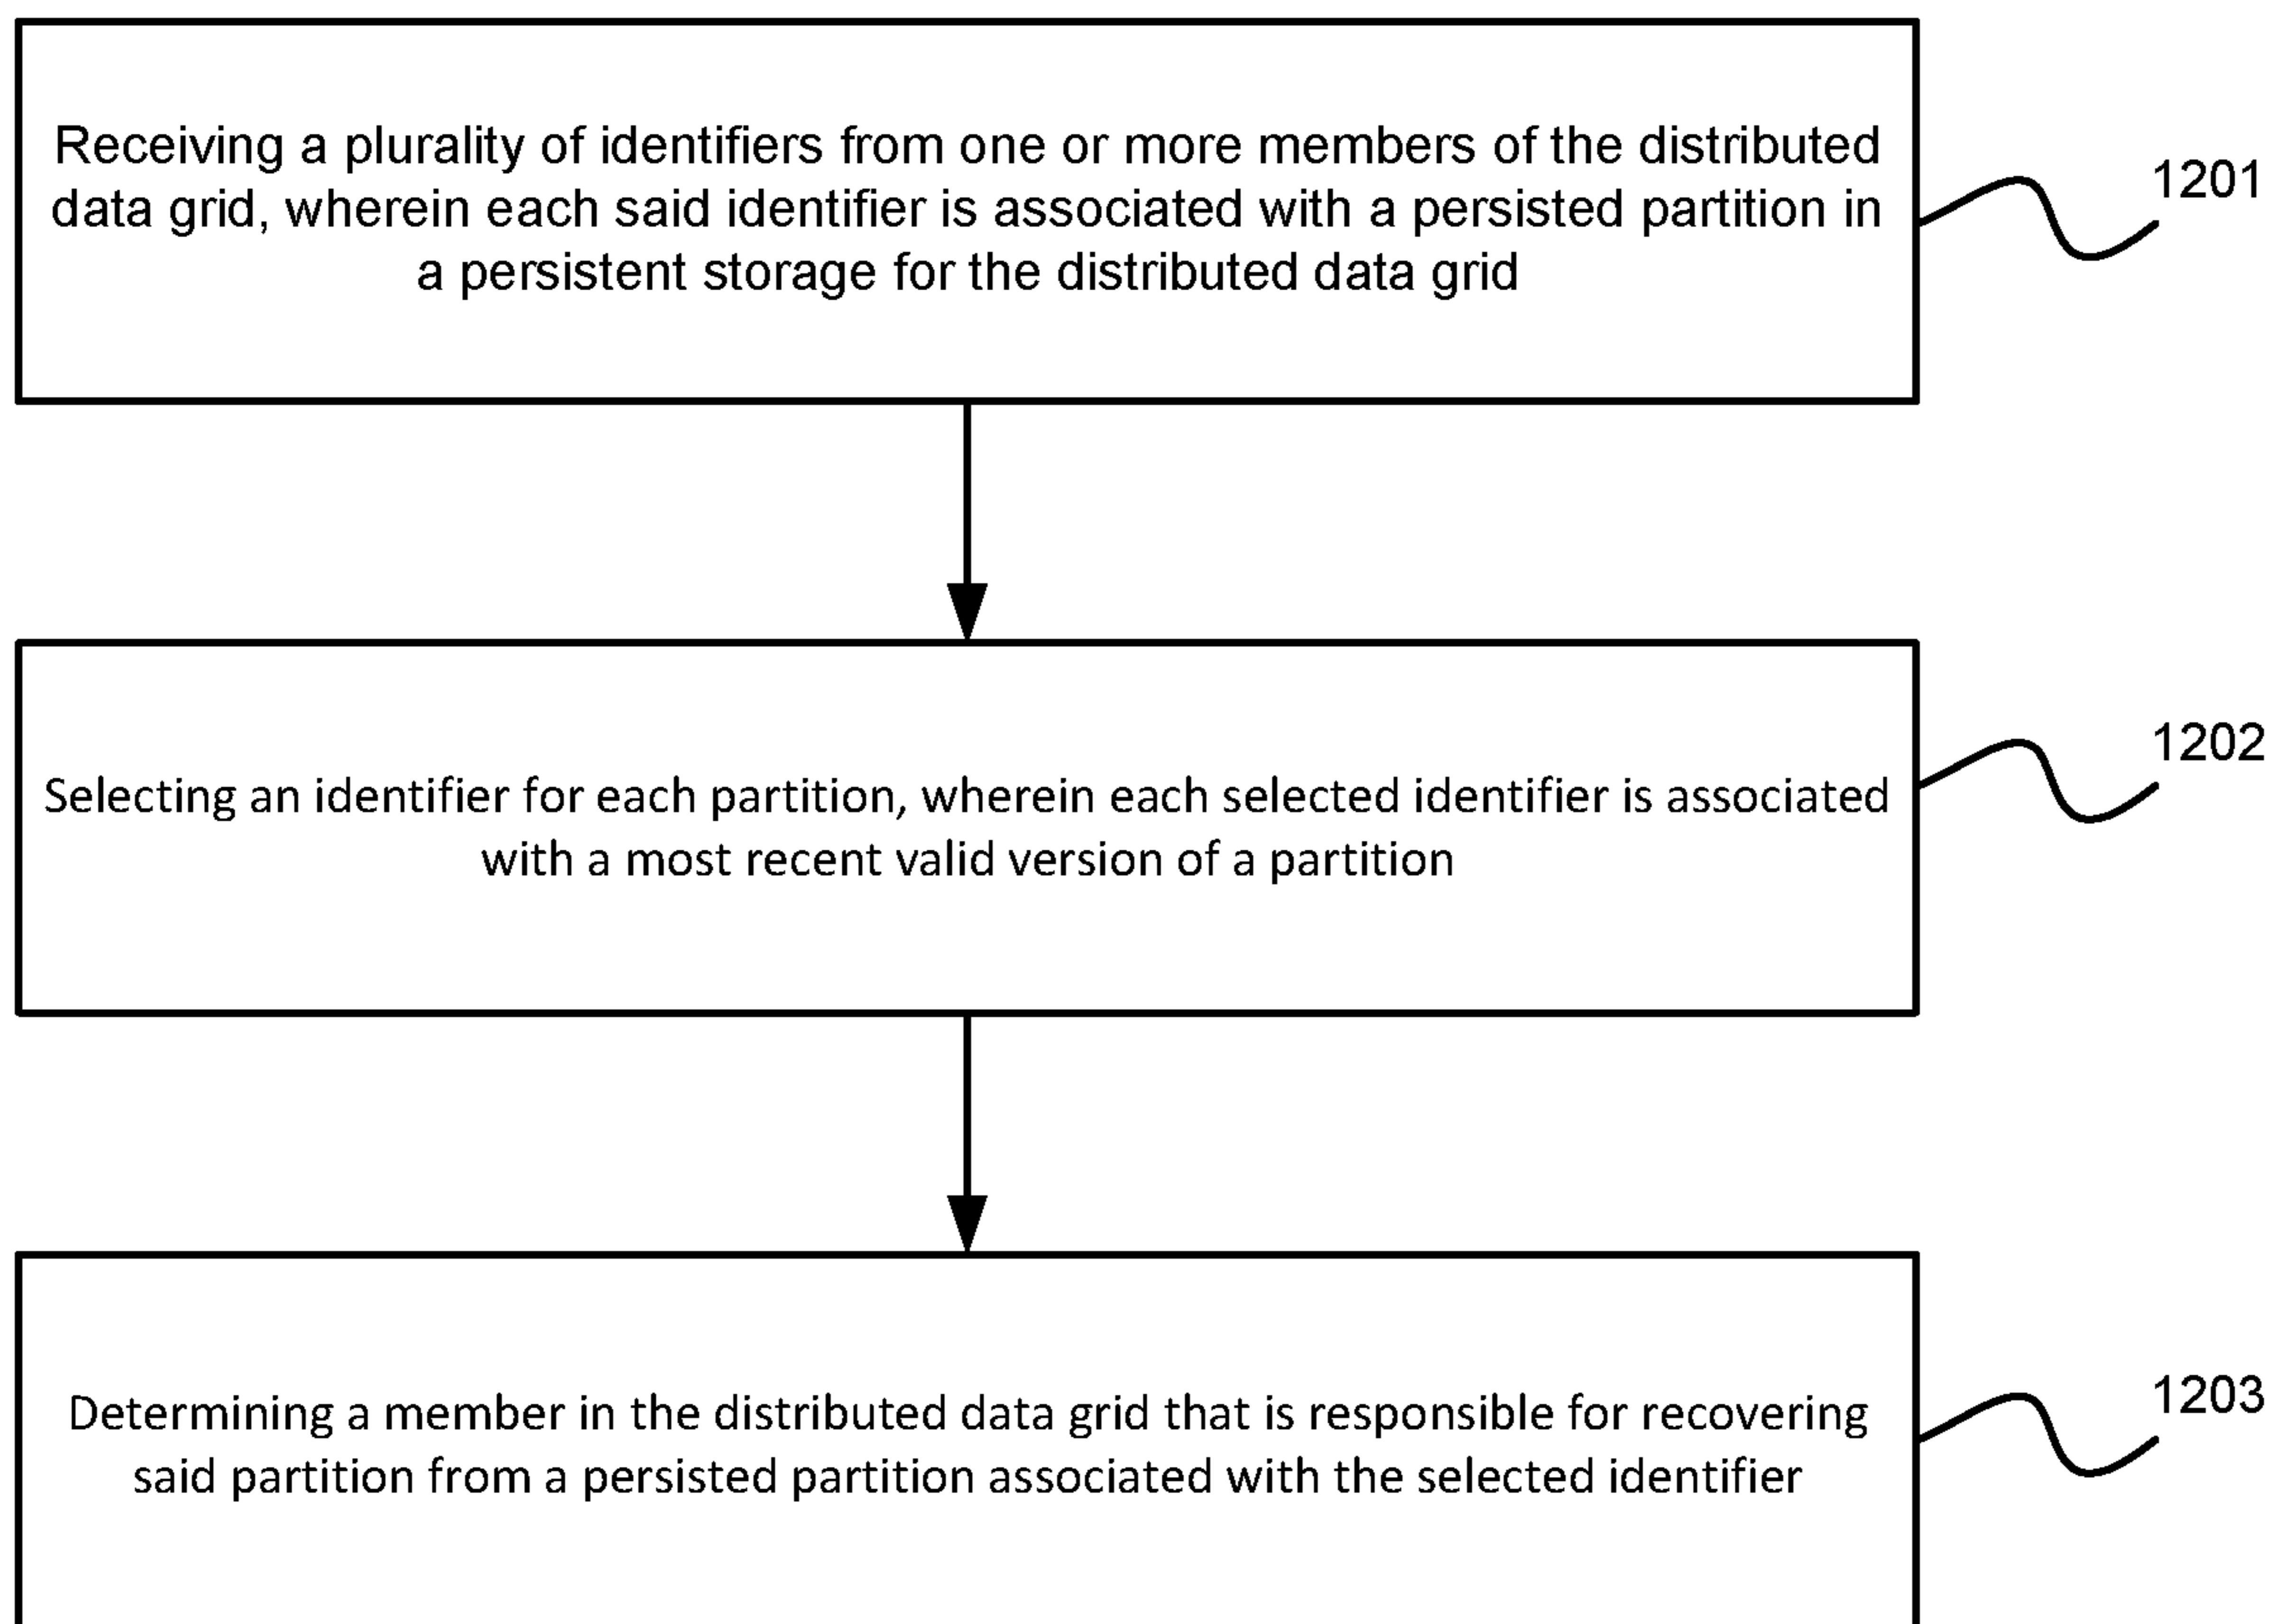 Receiving a plurality of identifiers from one or more members of the distributed
data grid, wherein each said identifier is associated with a persisted partition in
a persistent storage for the distributed data grid
1201
Selecting an identifier for each partition, wherein each selected identifier is associated
with a most recent valid version of a partition
1202
Determining a member in the distributed data grid that is responsible for recovering
said partition from a persisted partition associated with the selected identifier
1203